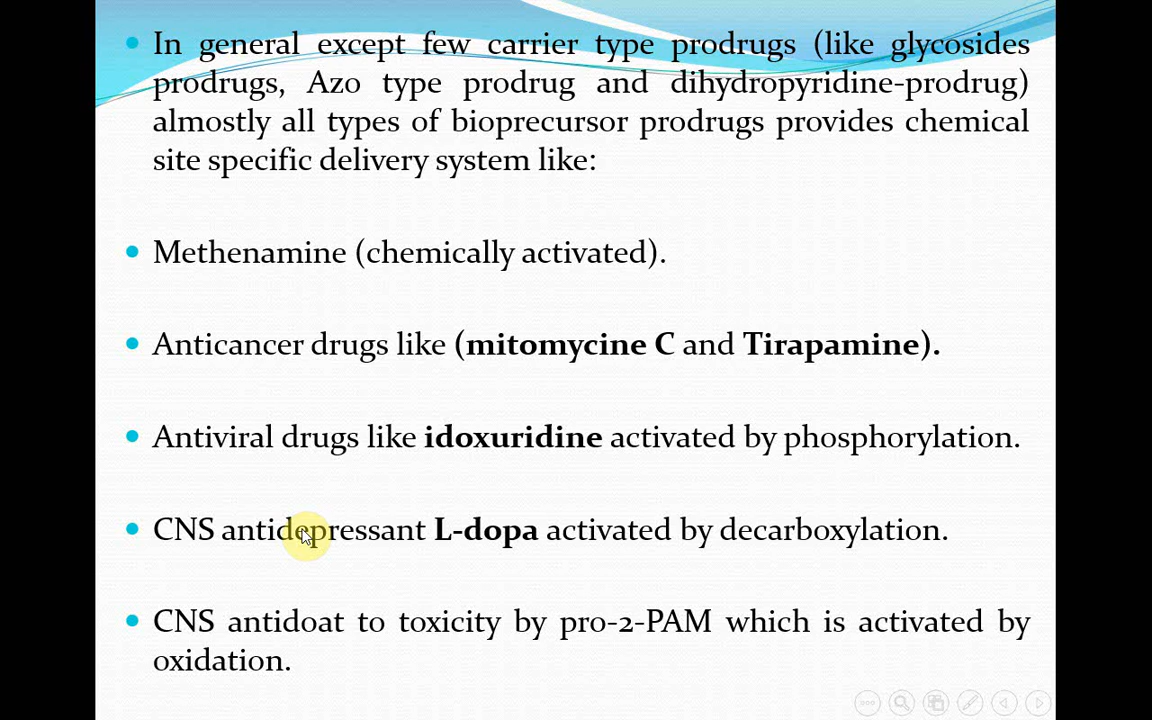 • In general except few carrier type prodrugs (like glycosides
prodrugs, Azo type prodrug and dihydropyridine-prodrug)
almostly all types of bioprecursor prodrugs provides chemical
site specific delivery system like:
• Methenamine (chemically activated).
• Anticancer drugs like (mitomycine C and Tirapamine).
• Antiviral drugs like idoxuridine activated by phosphorylation.
• CNS antidepressant L-dopa activated by decarboxylation.
• CNS antidoat to toxicity by pro-2-PAM which is activated by
oxidation.